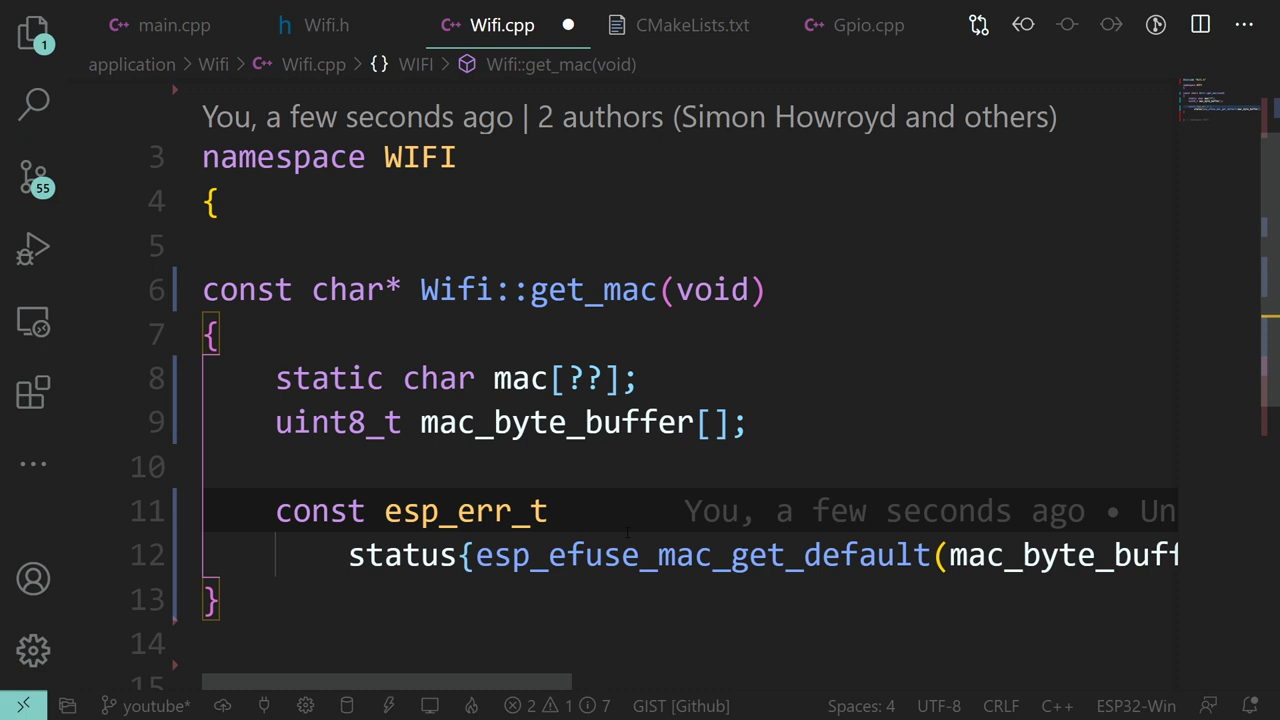 main.cpp Wifi.h Wifi.cpp CMakeLists.txt Gpio.cpp
1
application > Wifi > Wifi.cpp > {} WIFI > Wifi::get_mac(void)
You, a few seconds ago | 2 authors (Simon Howroyd and others)
3 namespace WIFI
4 {
5
6 const char* Wifi::get_mac(void)
7 {
8 static char mac[??];
9 uint8_t mac_byte_buffer[];
10
11 const esp_err_t You, a few seconds ago • Un
12 status{esp_efuse_mac_get_default(mac_byte_buff
13 }
14
15
55
youtube* 2 1 7 GIST [Github] Spaces: 4 UTF-8 CRLF C++ ESP32-Win